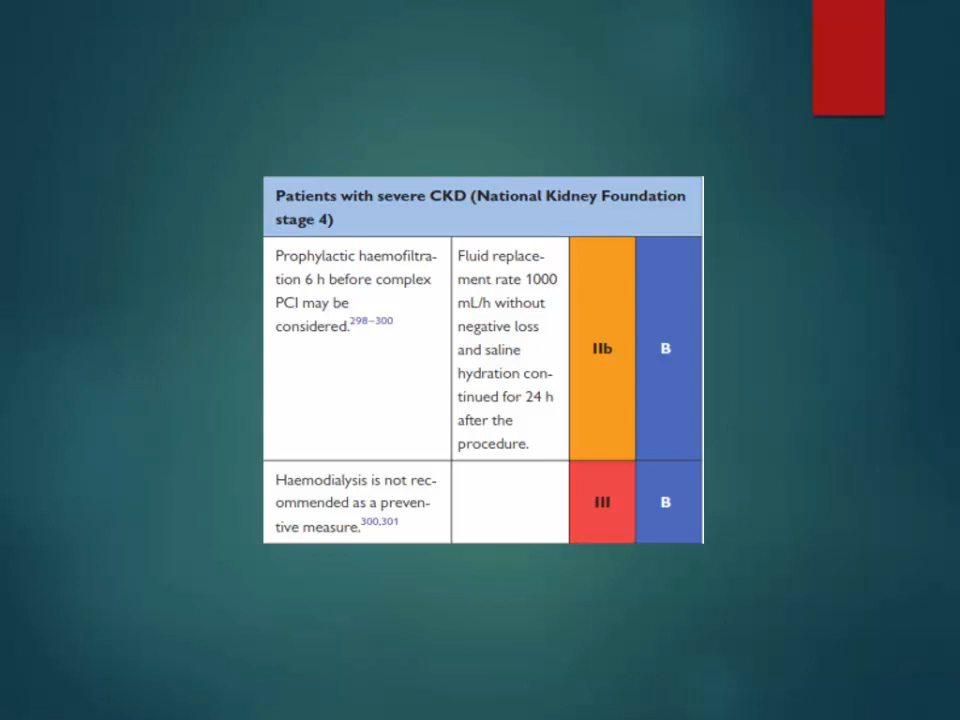 Patients with severe CKD (National Kidney Foundation
stage 4)
Prophylactic haemofiltra-
tion 6 h before complex
PCI may be
considered.298–300
Fluid replace-
ment rate 1000
mL/h without
negative loss
and saline
hydration con-
tinued for 24 h
after the
procedure.
IIb
B
Haemodialysis is not rec-
ommended as a preven-
tive measure.300,301
III
B